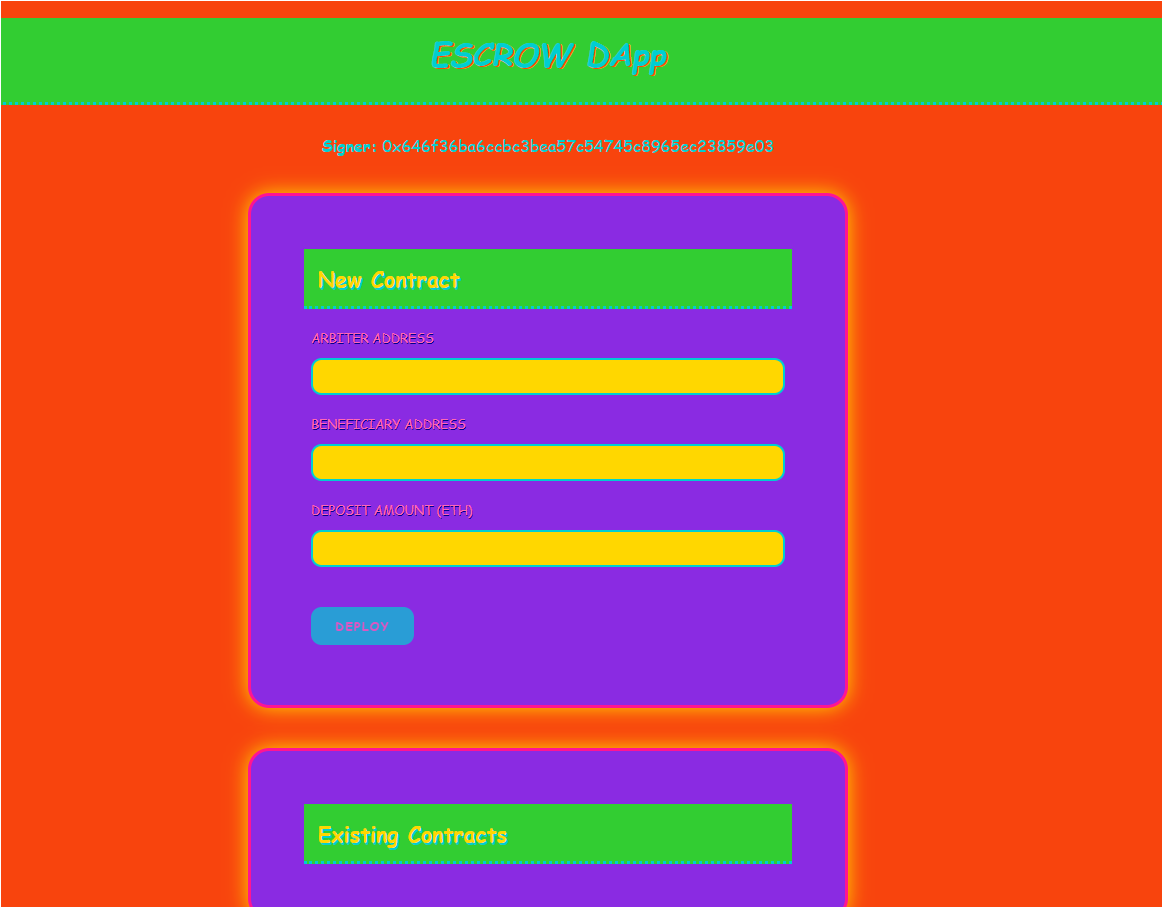 ESCROW DApp
Signer: 0x646f36ba6ccbc3bea57c54745c8965ec23859e03
New Contract
ARBITER ADDRESS
BENEFICIARY ADDRESS
DEPOSIT AMOUNT (ETH)
DEPLOY
Existing Contracts